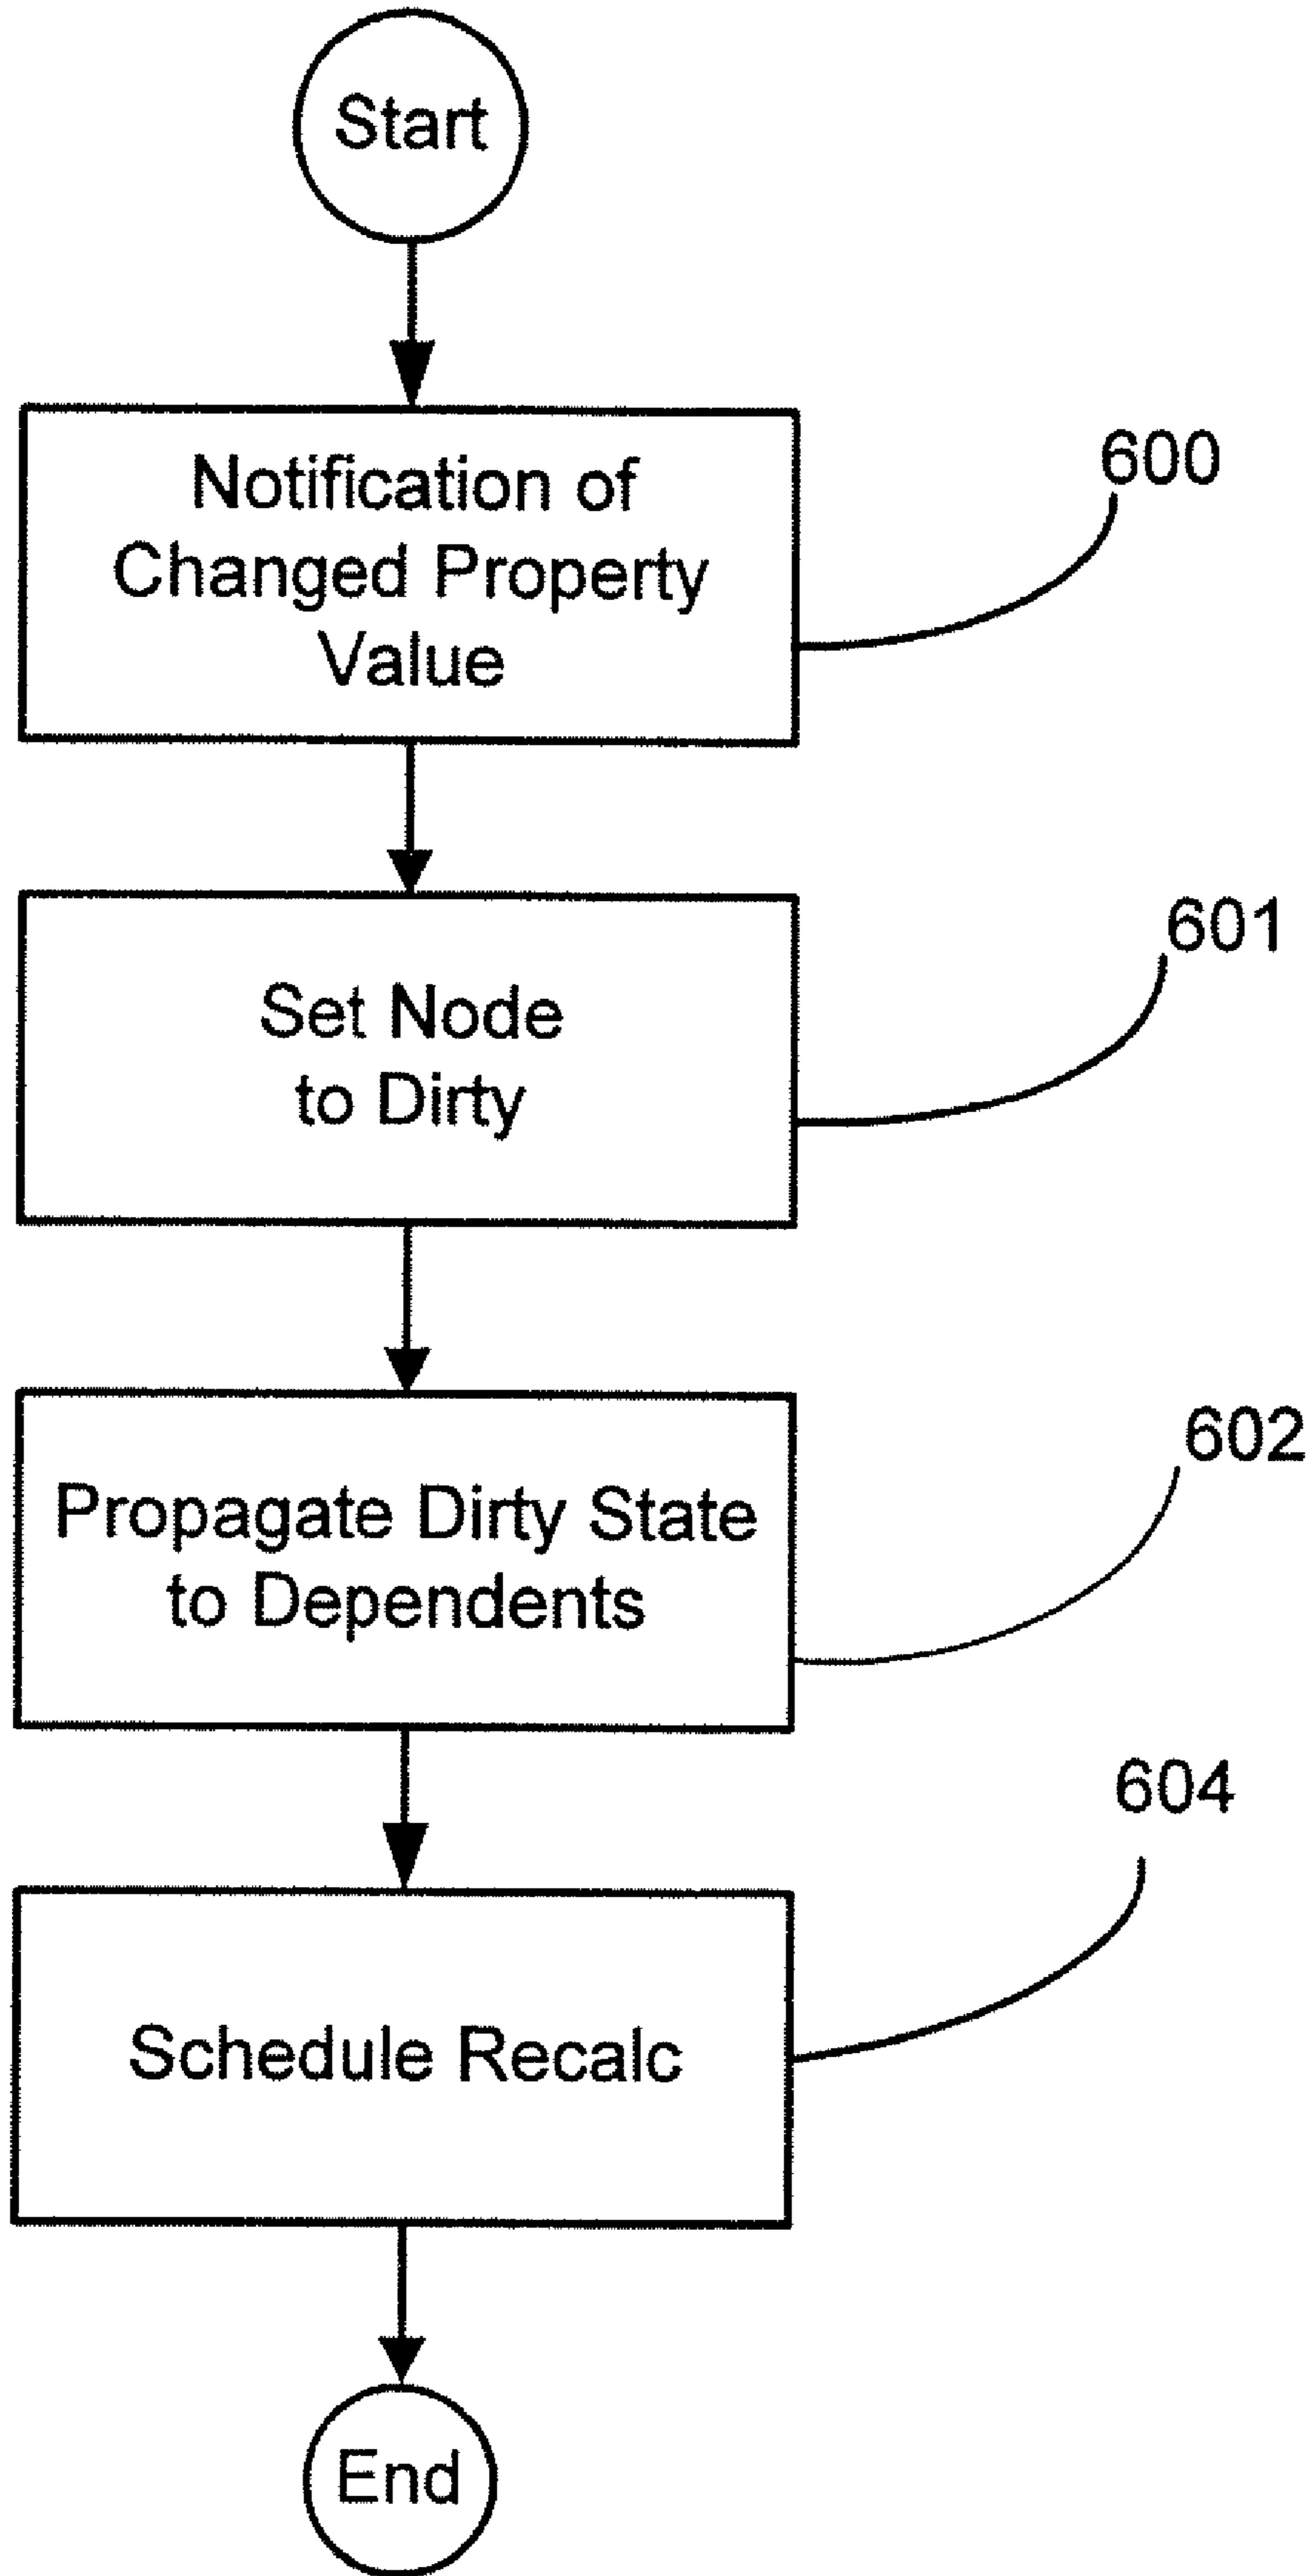 Start
Notification of
Changed Property
Value
600
Set Node
to Dirty
601
Propagate Dirty State
to Dependents
602
Schedule Recalc
604
End